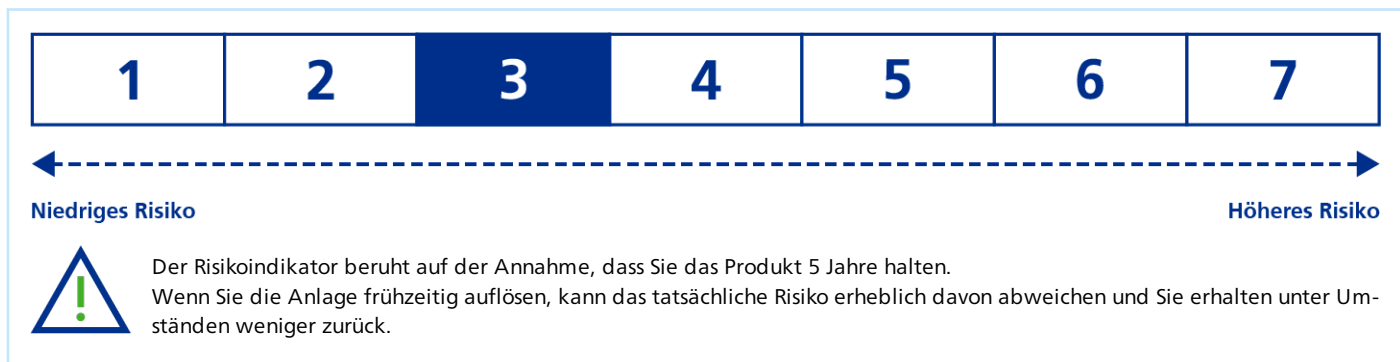 1 2 3 4 5 6 7
Niedriges Risiko Höheres Risiko
Der Risikoindikator beruht auf der Annahme, dass Sie das Produkt 5 Jahre halten.
Wenn Sie die Anlage frühzeitig auflösen, kann das tatsächliche Risiko erheblich davon abweichen und Sie erhalten unter Um-
ständen weniger zurück.